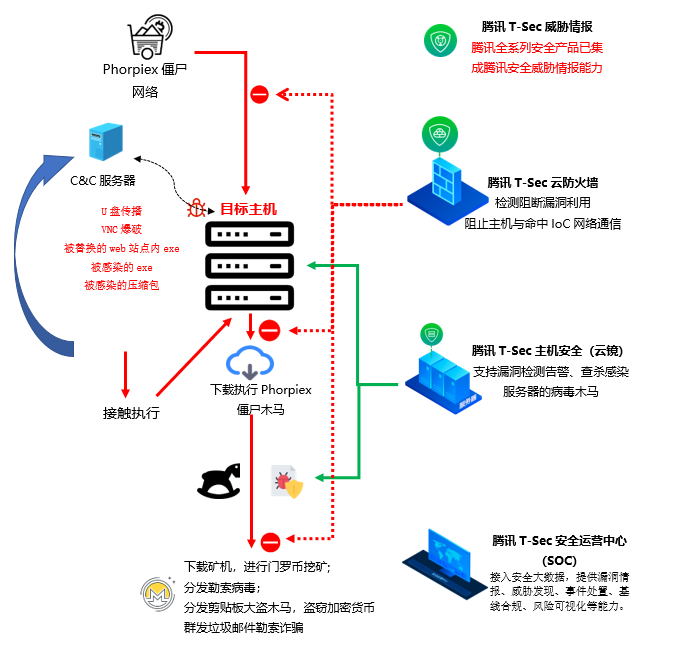 Phorpiex 僵尸
网络
C&C 服务器
U 盘传播
VNC 爆破
被替换的 web 站点内 exe
被感染的 exe
被感染的压缩包
目标主机
接触执行
下载执行 Phorpiex
僵尸木马
下载矿机，进行门罗币挖矿；
分发勒索病毒；
分发剪贴板大盗木马，盗窃加密货币
群发垃圾邮件勒索诈骗
腾讯 T-Sec 威胁情报
腾讯全系列安全产品已集
成腾讯安全威胁情报能力
腾讯 T-Sec 云防火墙
检测阻断漏洞利用
阻止主机与命中 IoC 网络通信
腾讯 T-Sec 主机安全（云镜）
支持漏洞检测告警、查杀感染
服务器的病毒木马
服务器
腾讯 T-Sec 安全运营中心
(SOC)
接入安全大数据，提供漏洞情
报、威胁发现、事件处置、基
线合规、风险可视化等能力。